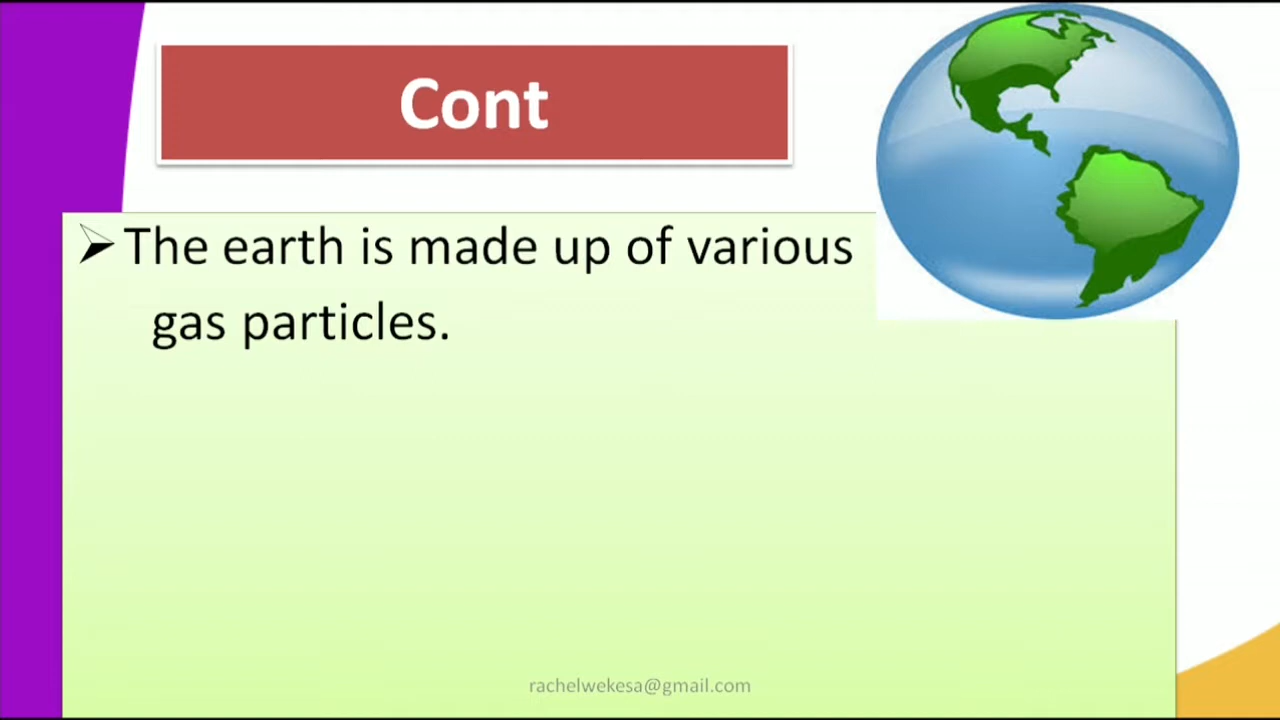 Cont
The earth is made up of various
gas particles.
rachelwekesa@gmail.com